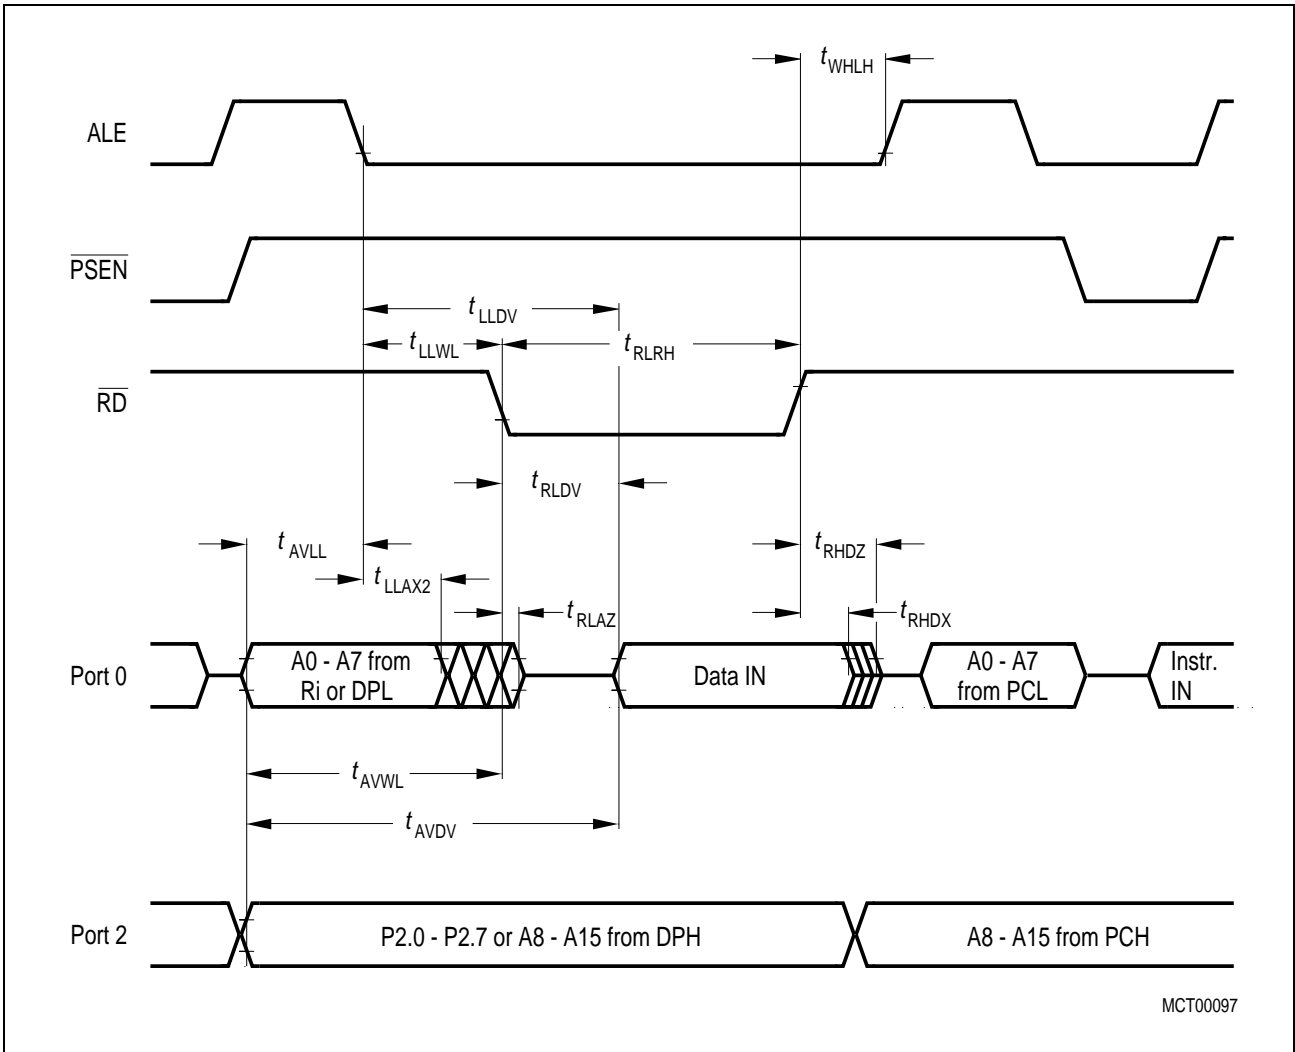 tWHLH
ALE
PSEN
tLLDV
tLLWL
tRLRH
RD
tRLDV
tAVLL
tRHDZ
tLLAX2
tRLAZ
tRHDX
Port 0
A0 - A7 from
Ri or DPL
Data IN
A0 - A7
from PCL
Instr.
IN
tAVWL
tAVDV
Port 2
P2.0 - P2.7 or A8 - A15 from DPH
A8 - A15 from PCH
MCT00097